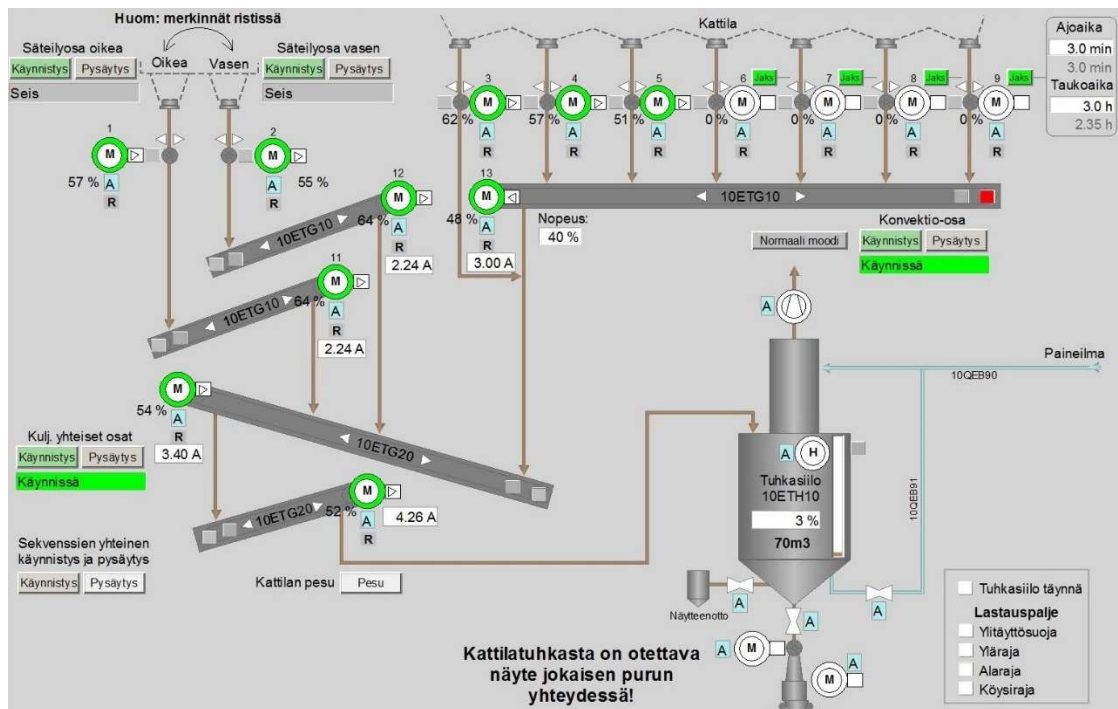 Huom: merkinnät ristissä
Kattila
Säteilyosa oikea
Käynnistys Pysäytys
Seis
Oikea Vasen
Säteilyosa vasen
Käynnistys Pysäytys
Seis
Ajoaika
3.0 min
3.0 min
Taukoaika
3.0 h
2.35 h
3 4 5 6 7 8 9
Jaks Jaks Jaks Jaks
M M M M M M M
62 % 57 % 51 % 0 % 0 % 0 % 0 %
A A A A A A A
R R R R R R R
1 2
M M
57 % 55 %
A A
R R
12
M
64 %
A
R
2.24 A
10ETG10
13
M
48 %
A
R
3.00 A
10ETG10
Nopeus:
40 %
Konvektio-osa
Normaali moodi
Käynnistys Pysäytys
Käynnissä
11
M
64 %
A
R
2.24 A
10ETG10
A
Paineilma
10QEB90
M
54 %
A
R
3.40 A
10ETG20
Kulj. yhteiset osat
Käynnistys Pysäytys
Käynnissä
M
52 %
A
R
4.26 A
10ETG20
A H
Tuhkasiilo
10ETH10
3 %
70m3
10QEB91
Sekvenssien yhteinen
käynnistys ja pysäytys
Käynnistys Pysäytys
Kattilan pesu Pesu
Näytteenotto
A
A
A
A M
M A
Kattilatuhkasta on otettava
näyte jokaisen purun
yhteydessä!
Tuhkasiilo täynnä
Lastauspalje
Ylitäyttösuoja
Yläraja
Alaraja
Köysiraja